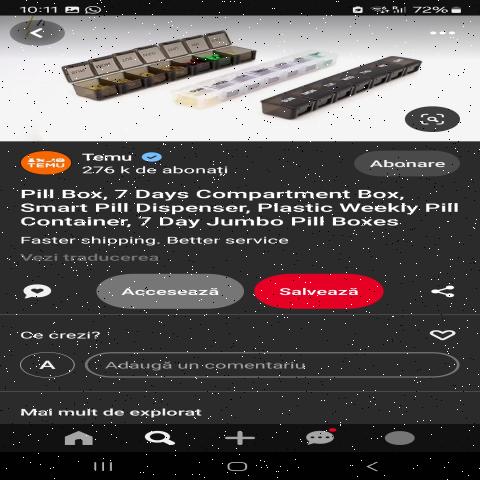 10:11 72%
TEMU
Temu
276 k de abonați
Abonare
Pill Box, 7 Days Compartment Box,
Smart Pill Dispenser, Plastic Weekly Pill
Container, 7 Day Jumbo Pill Boxes
Faster shipping. Better service
Vezi traducerea
Accesează
Salvează
Ce crezi?
A
Adaugă un comentariu
Mai mult de explorat